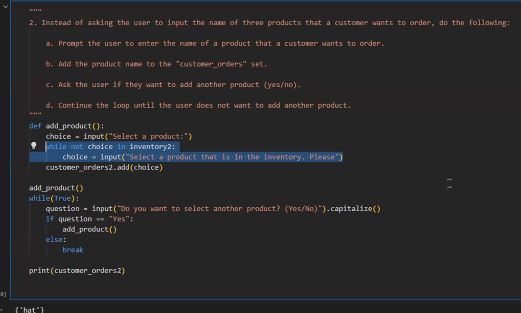 """
2. Instead of asking the user to input the name of three products that a customer wants to order, do the following:
a. Prompt the user to enter the name of a product that a customer wants to order.
b. Add the product name to the "customer_orders" set.
c. Ask the user if they want to add another product (yes/no).
d. Continue the loop until the user does not want to add another product.
"""
def add_product():
choice = input("Select a product:")
while not choice in inventory2:
choice = input("Select a product that is in the inventory. Please")
customer_orders2.add(choice)
add_product()
while(True):
question = input("Do you want to select another product? (Yes/No)").capitalize()
if question == "Yes":
add_product()
else:
break
print(customer_orders2)
{'hat'}